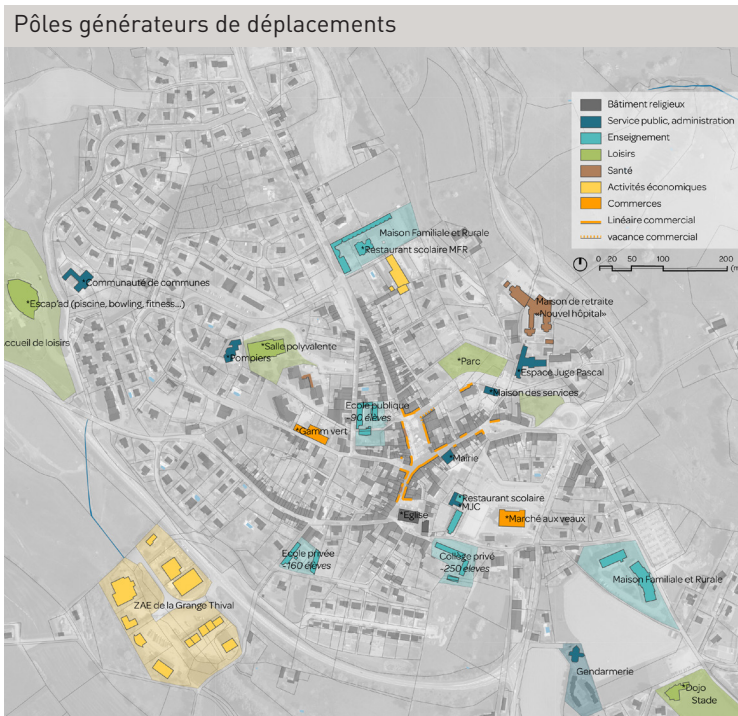 Pôles générateurs de déplacements
Bâtiment religieux
Service public, administration
Enseignement
Loisirs
Santé
Activités économiques
Commerces
Linéaire commercial
vacance commercial
0 20 50 100 200
Maison Familiale et Rurale
*Restaurant scolaire MFR
*Communauté de communes
*Escap'ad (piscine, bowling, fitness...)
Maison de retraite
«Nouvel hôpital»
ccueil de loisirs
*Salle polyvalente
*Pompiers
*Parc
*Espace Juge Pascal
*Maison des services
Ecole publique
~90 élèves
*Gamm vert
*Mairie
*Restaurant scolaire
MJC
*Eglise
*Marché aux veaux
Ecole privée
~160 élèves
Collège privé
~250 élèves
Maison Familiale et Rurale
ZAE de la Grange Thival
Gendarmerie
*Dojo
Stade